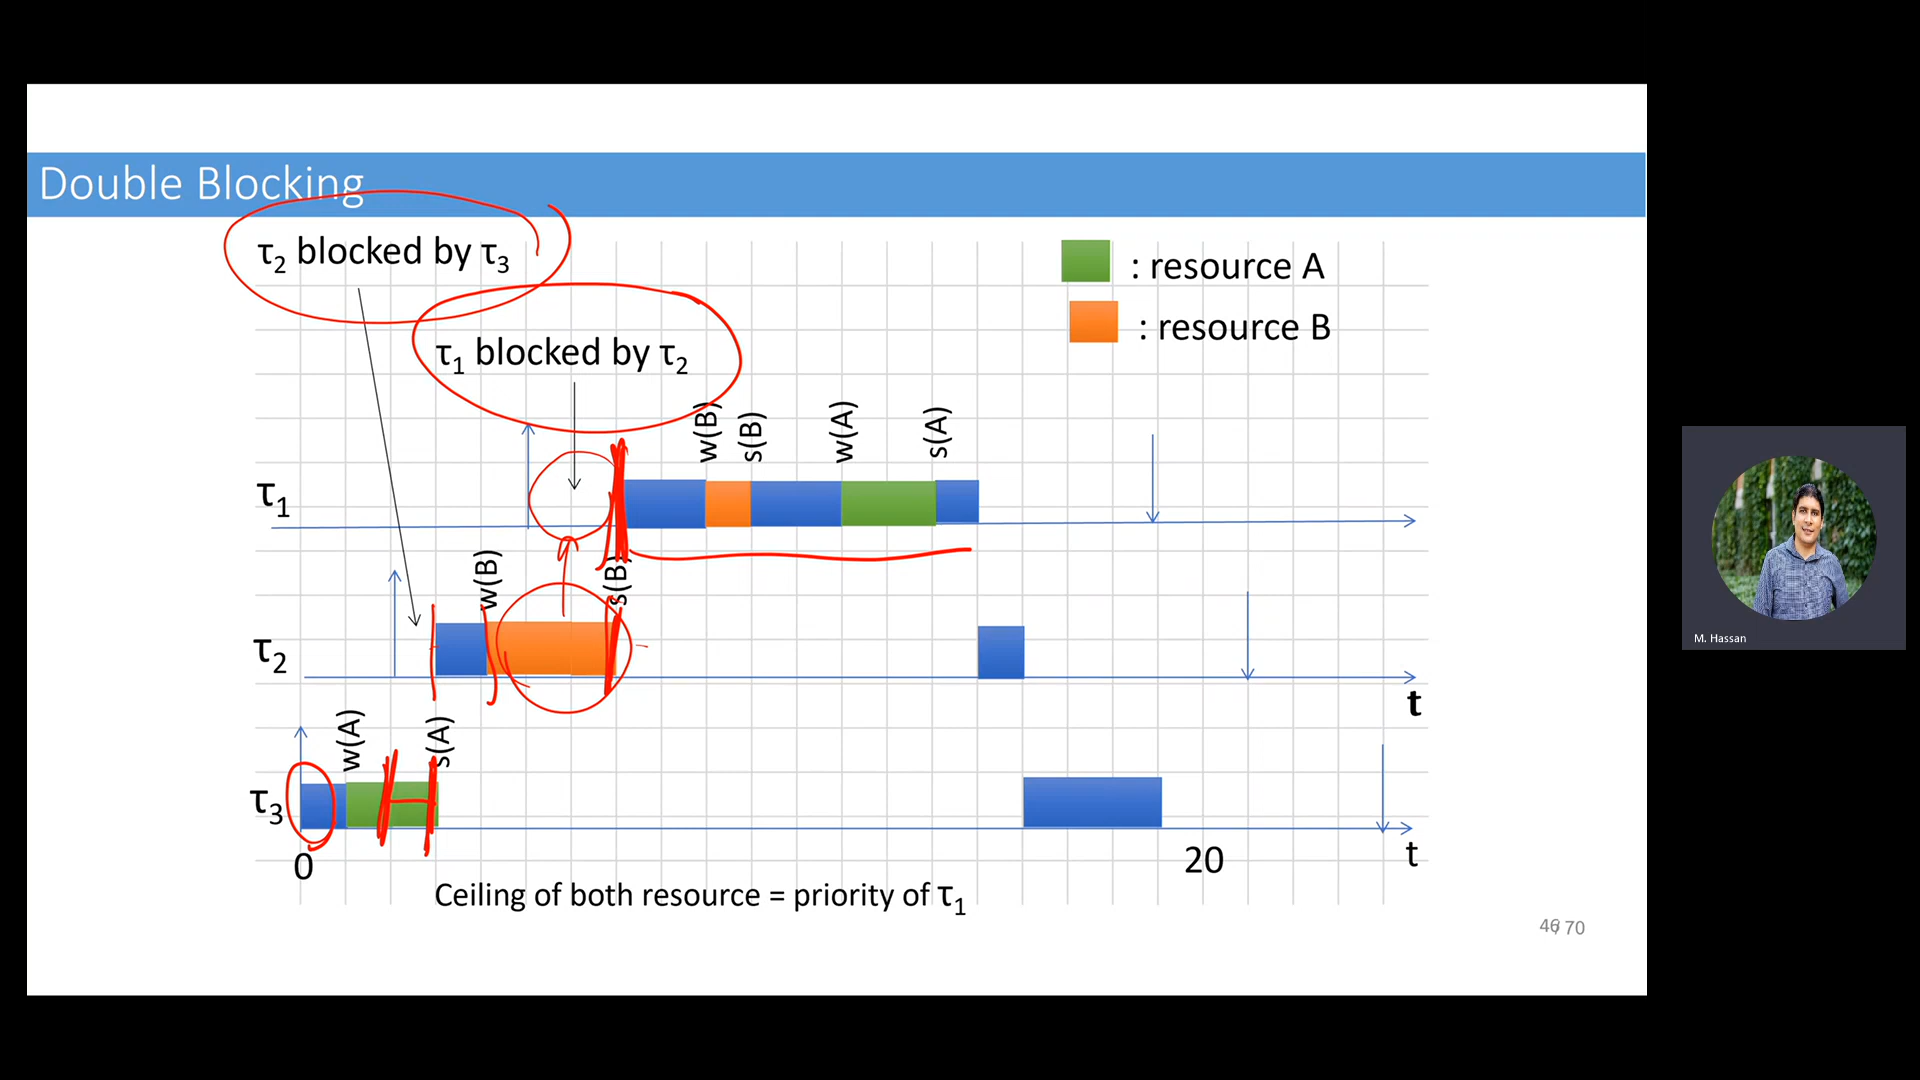 Double Blocking
τ2 blocked by τ3
: resource A
: resource B
τ1 blocked by τ2
w(B)
s(B)
w(A)
s(A)
τ1
w(B)
s(B)
τ2
t
w(A)
s(A)
τ3
0
20
t
Ceiling of both resource = priority of τ1
46/ 70
M. Hassan